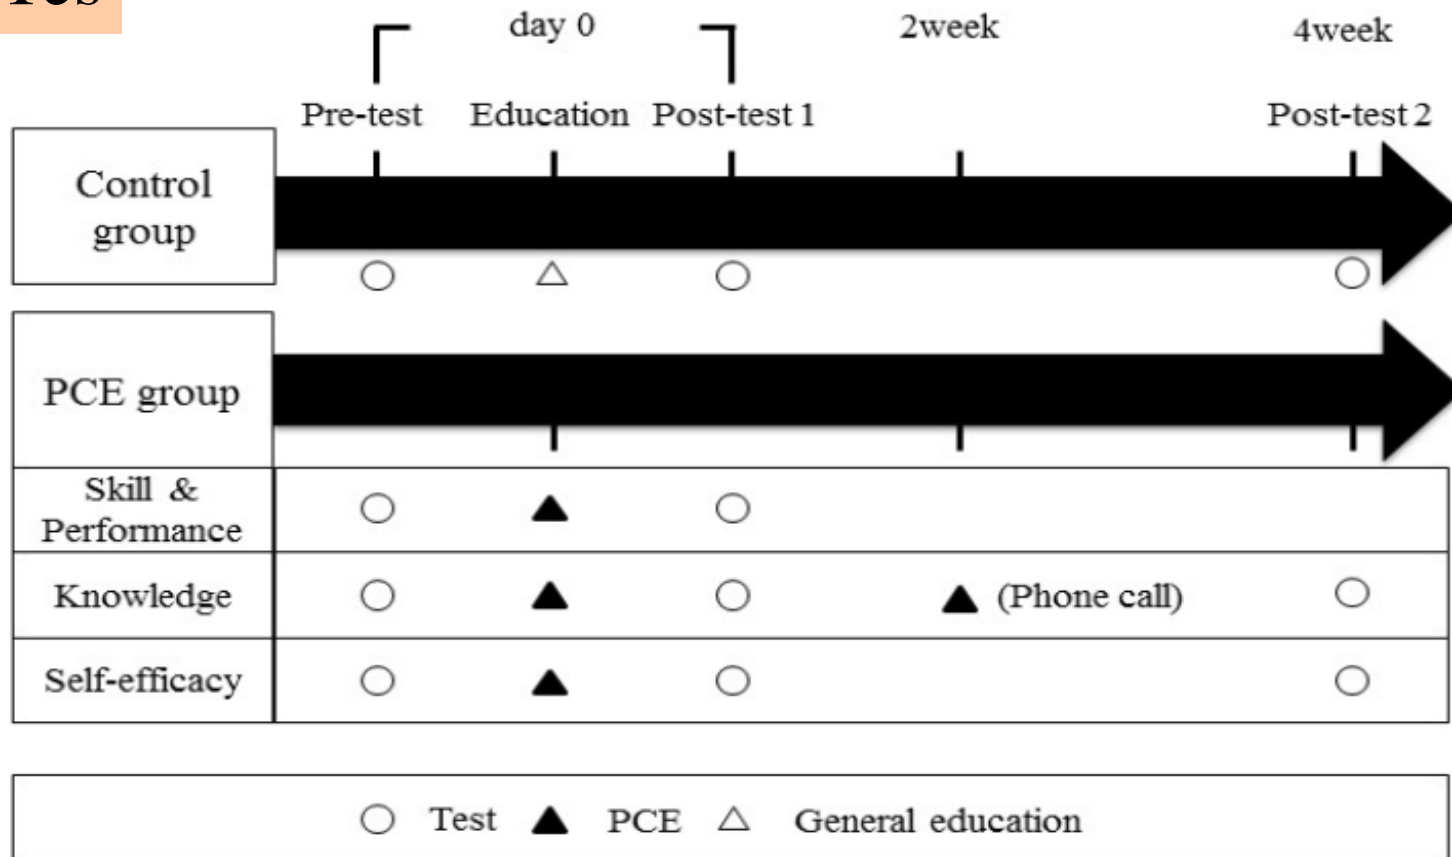 Yes
day 0 2week 4week
Pre-test Education Post-test 1 Post-test 2
Control
group
PCE group
Skill &
Performance
Knowledge (Phone call)
Self-efficacy
Test PCE General education